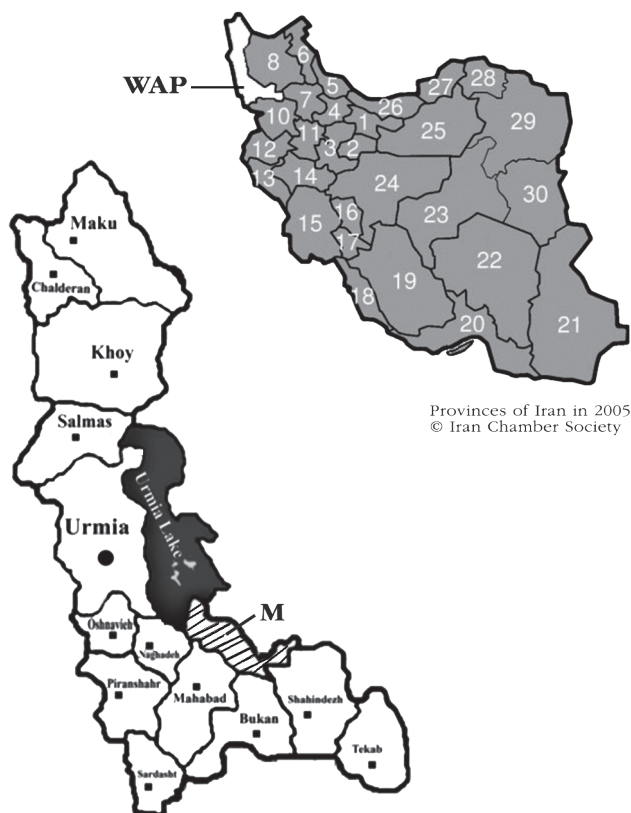 WAP
8
6
5
7
4
26
27
28
10
1
25
29
11
3
2
12
13
14
24
30
15
16
23
17
22
19
18
20
21
Provinces of Iran in 2005
© Iran Chamber Society
Maku
Chalderan
Khoy
Salmas
Urmia Lake
Urmia
M
Oshnavieh
Naghadeh
Piranshahr
Mahabad
Shahindezh
Bukan
Tekab
Sardasht